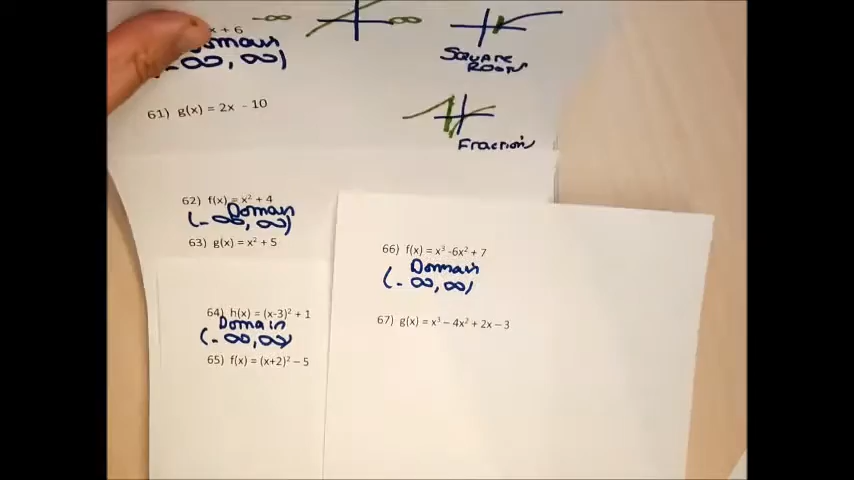 x + 6
Domain
(-∞, ∞)
-∞
∞
Square
Roots
61) g(x) = 2x - 10
Fraction
62) f(x) = x² + 4
Domain
(-∞, ∞)
63) g(x) = x² + 5
64) h(x) = (x-3)² + 1
Domain
(-∞, ∞)
65) f(x) = (x+2)² – 5
66) f(x) = x³ -6x² + 7
Domain
(-∞, ∞)
67) g(x) = x³ – 4x² + 2x – 3